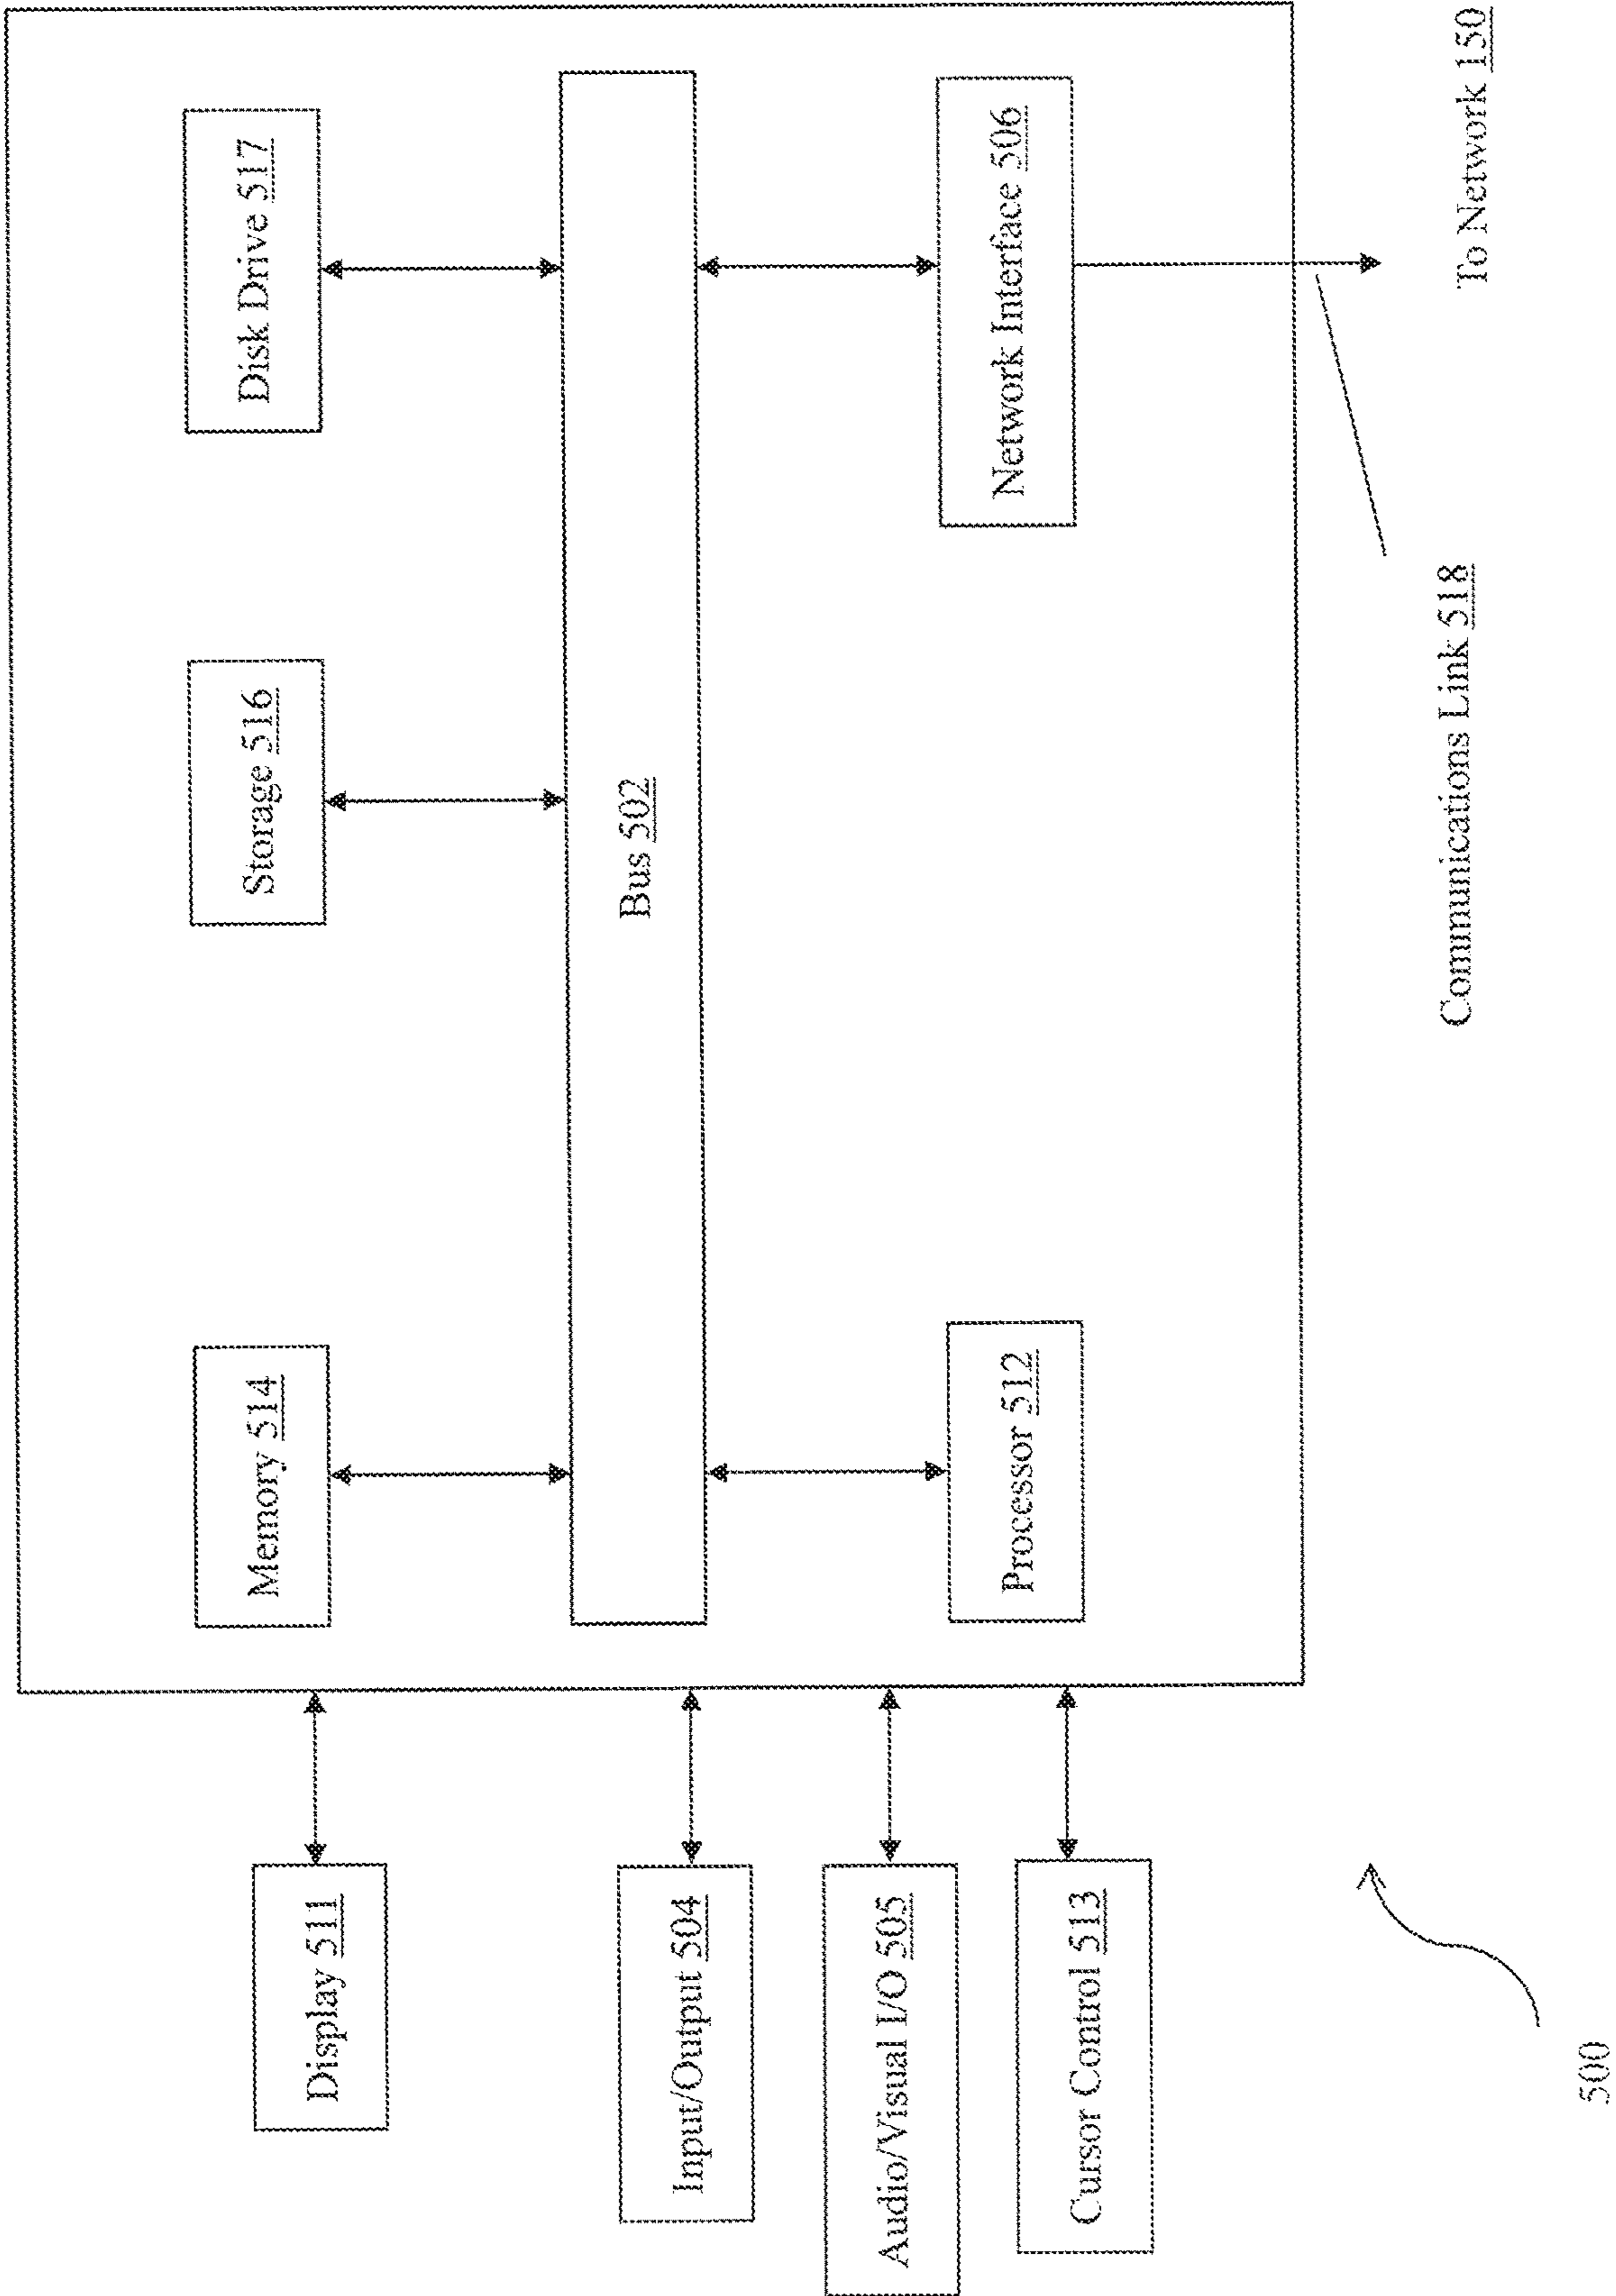 Display 511
Memory 514
Storage 516
Disk Drive 517
Input/Output 504
Bus 502
Audio/Visual I/O 505
Cursor Control 513
Processor 512
Network Interface 506
Communications Link 518
To Network 150
500